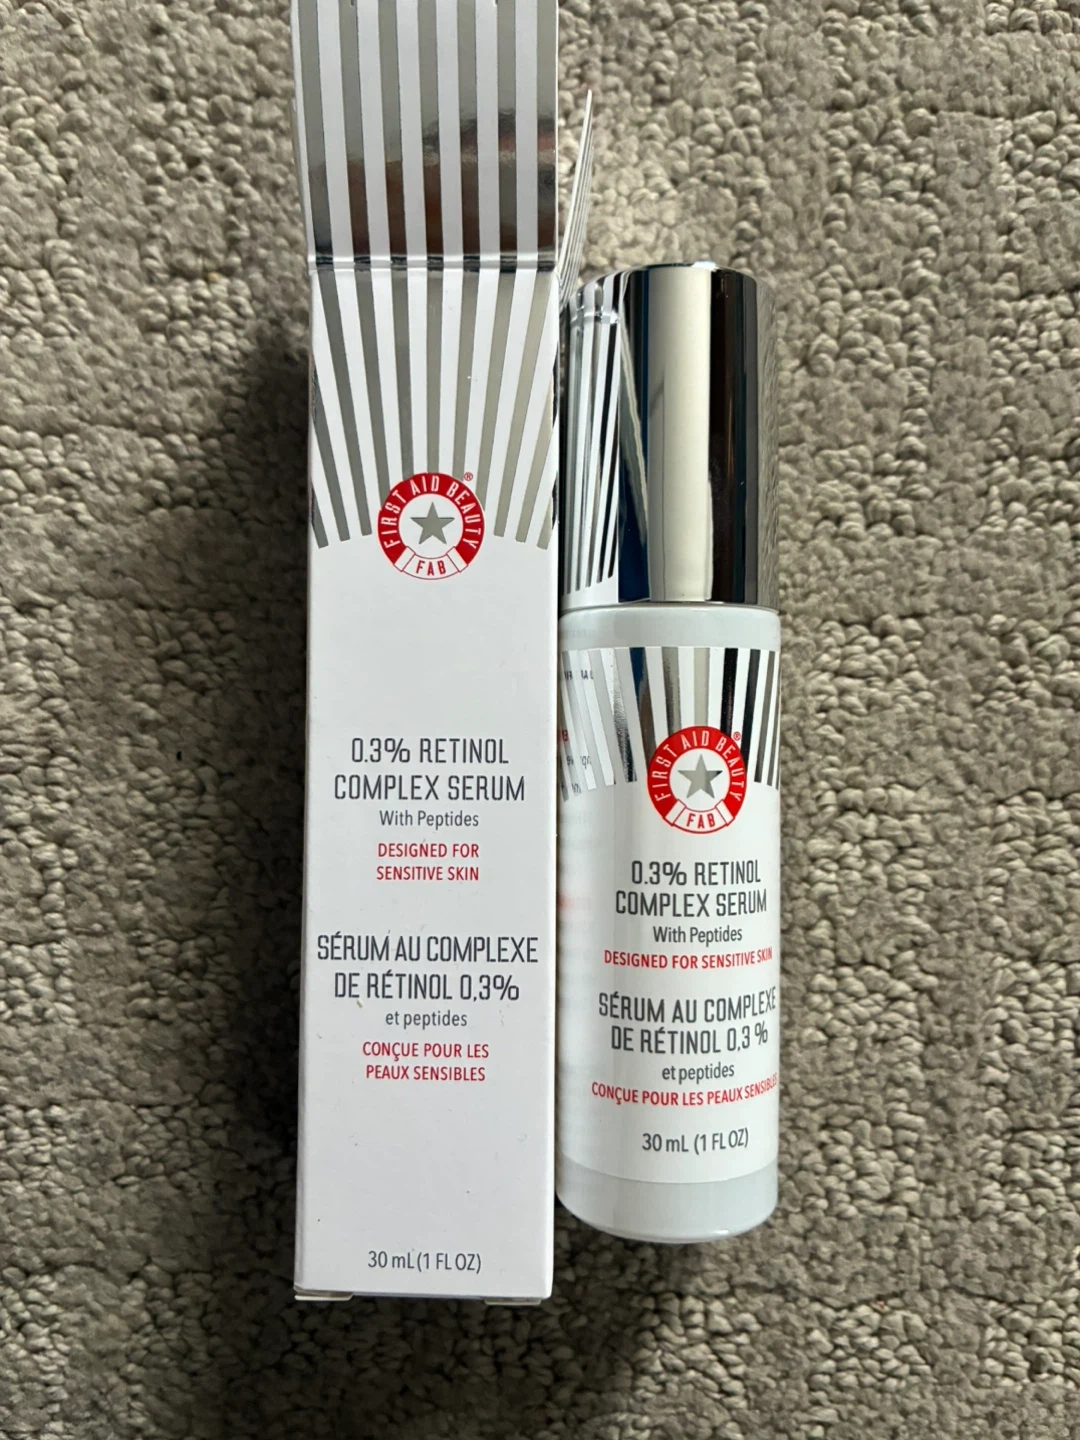 FIRST AID BEAUTY®
FAB
0.3% RETINOL
COMPLEX SERUM
With Peptides
DESIGNED FOR
SENSITIVE SKIN
SÉRUM AU COMPLEXE
DE RÉTINOL 0,3%
et peptides
CONÇUE POUR LES
PEAUX SENSIBLES
30 mL (1 FL OZ)
FIRST AID BEAUTY®
FAB
0.3% RETINOL
COMPLEX SERUM
With Peptides
DESIGNED FOR SENSITIVE SKIN
SÉRUM AU COMPLEXE
DE RÉTINOL 0,3 %
et peptides
CONÇUE POUR LES PEAUX SENSIBLES
30 mL (1 FL OZ)